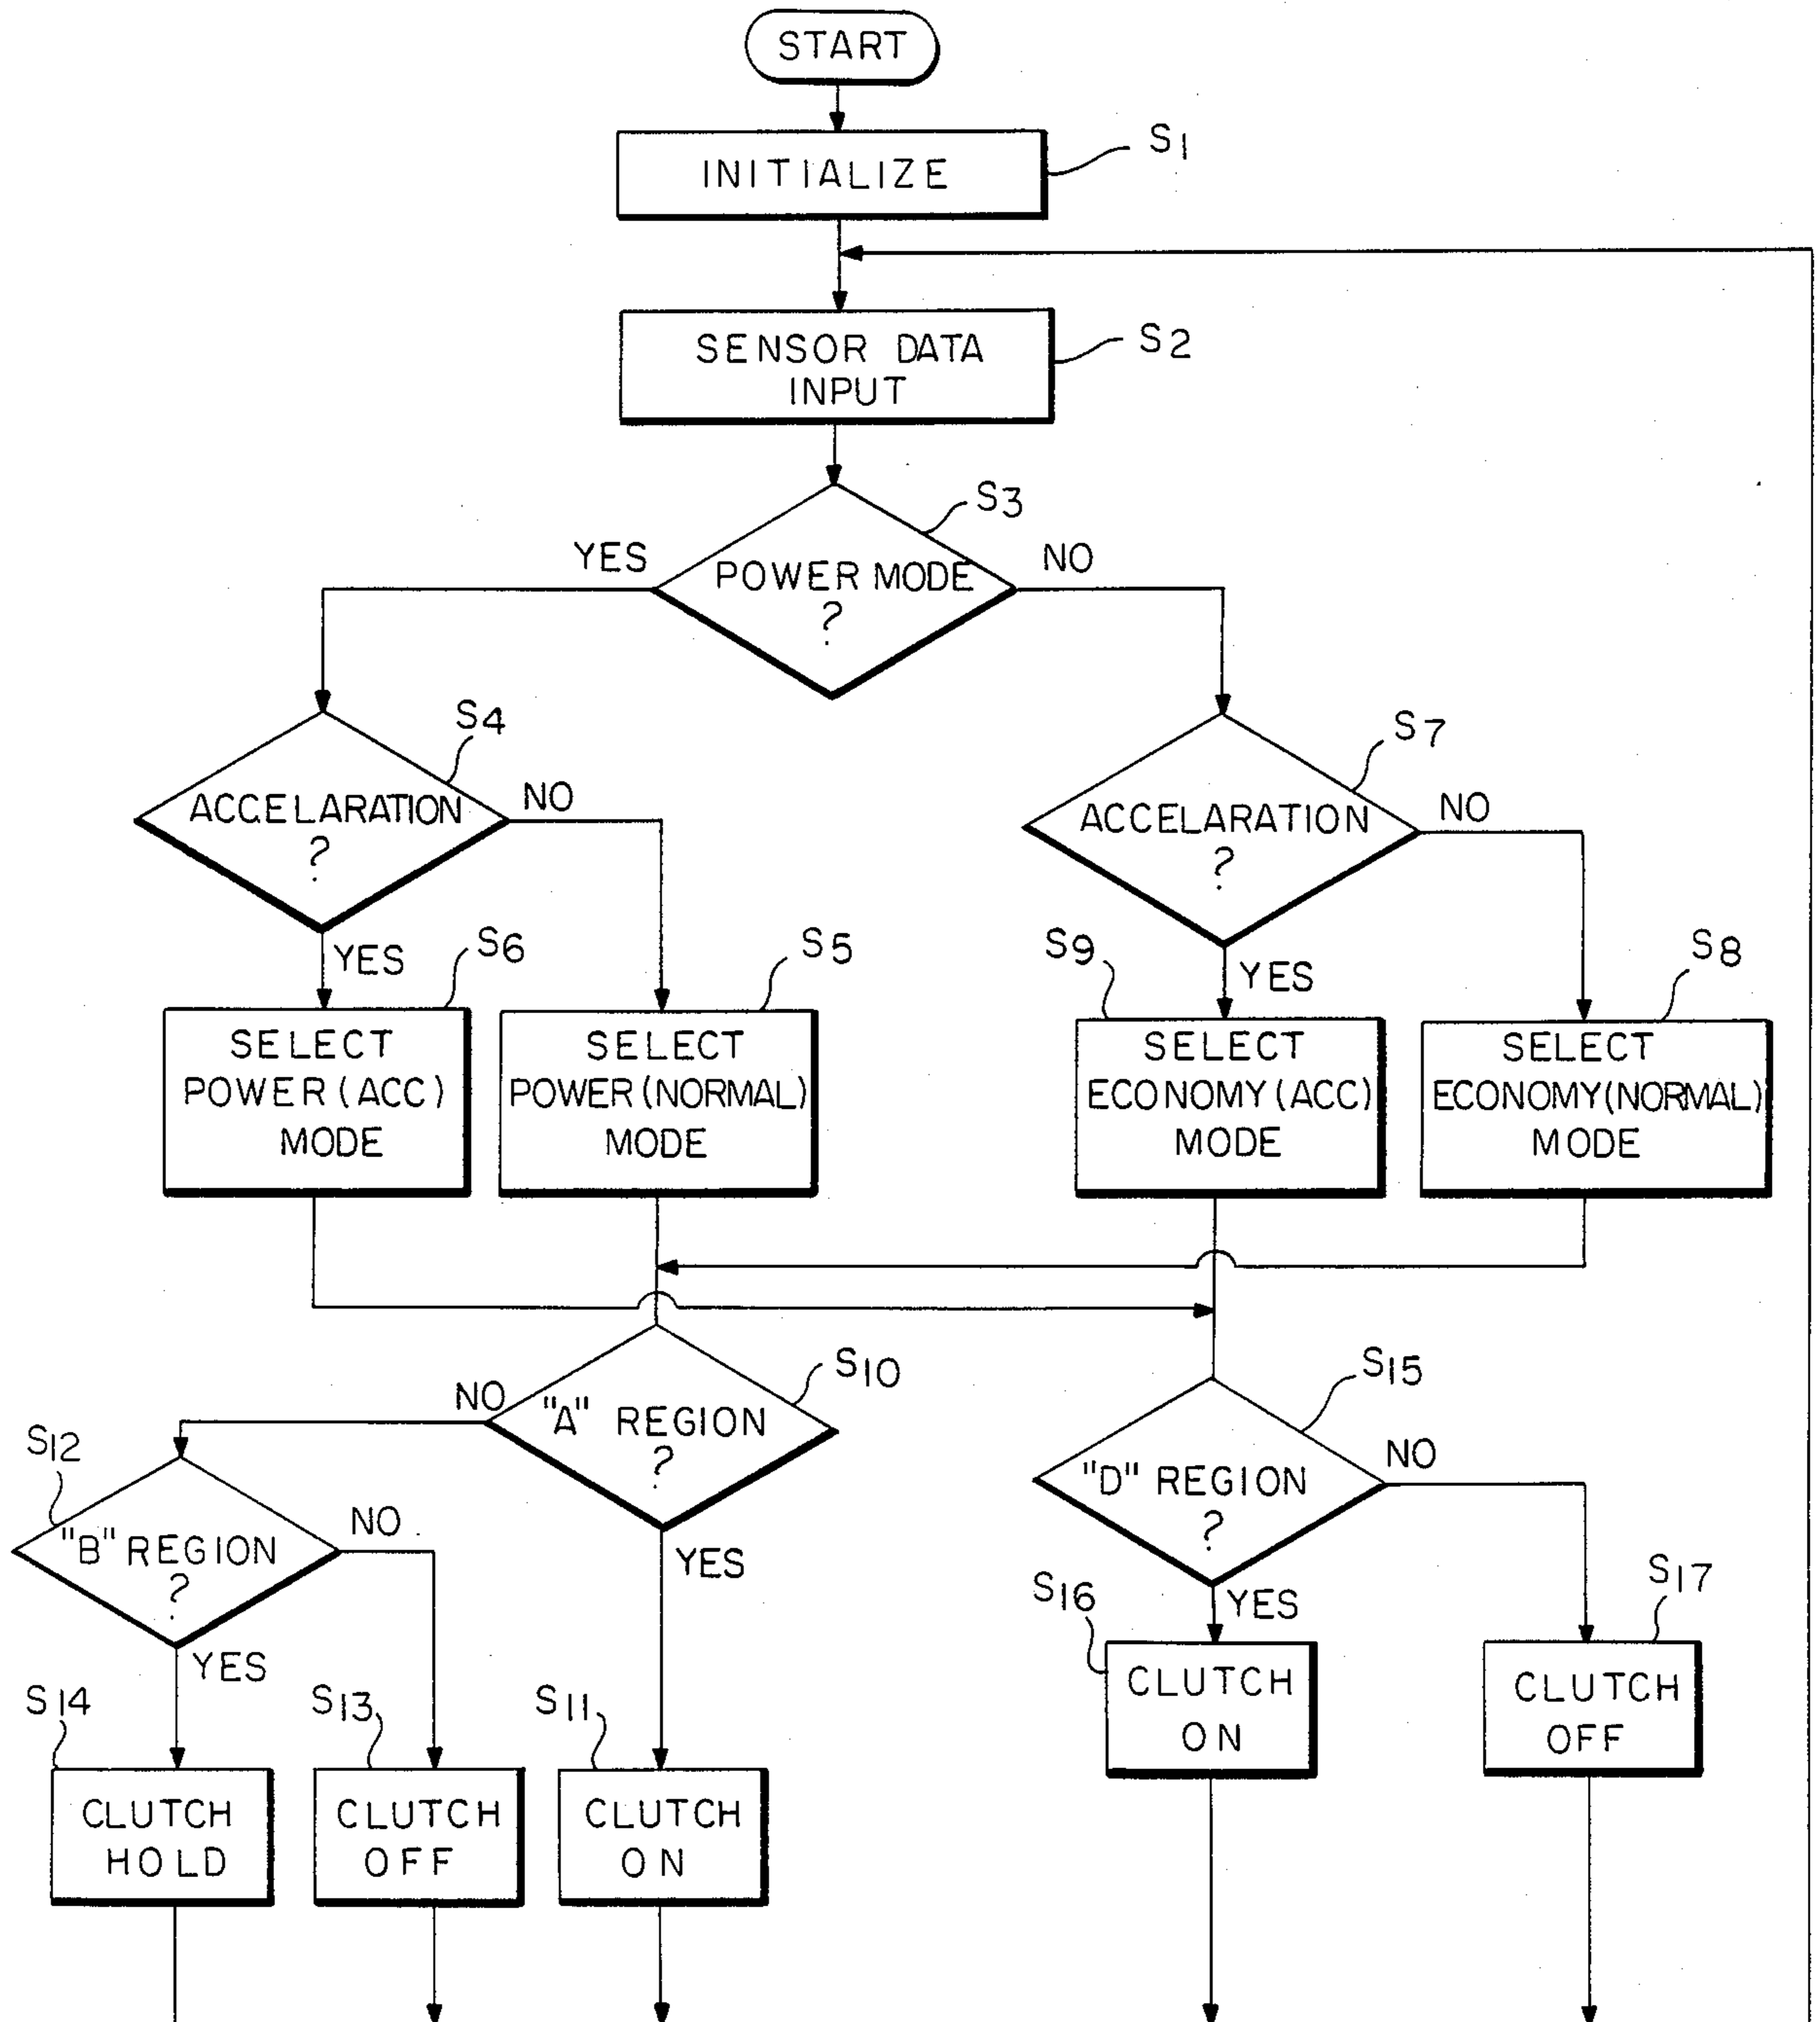 START
INITIALIZE
S1
SENSOR DATA
INPUT
S2
S3
YES
POWER MODE
?
NO
S4
ACCELARATION
?
NO
YES
S7
ACCELARATION
?
NO
YES
S6
SELECT
POWER (ACC)
MODE
S5
SELECT
POWER (NORMAL)
MODE
S9
SELECT
ECONOMY (ACC)
MODE
S8
SELECT
ECONOMY (NORMAL)
MODE
S10
NO
"A" REGION
?
YES
S15
"D" REGION
?
NO
YES
S12
"B" REGION
?
NO
YES
S16
CLUTCH
ON
S17
CLUTCH
OFF
S14
CLUTCH
HOLD
S13
CLUTCH
OFF
S11
CLUTCH
ON